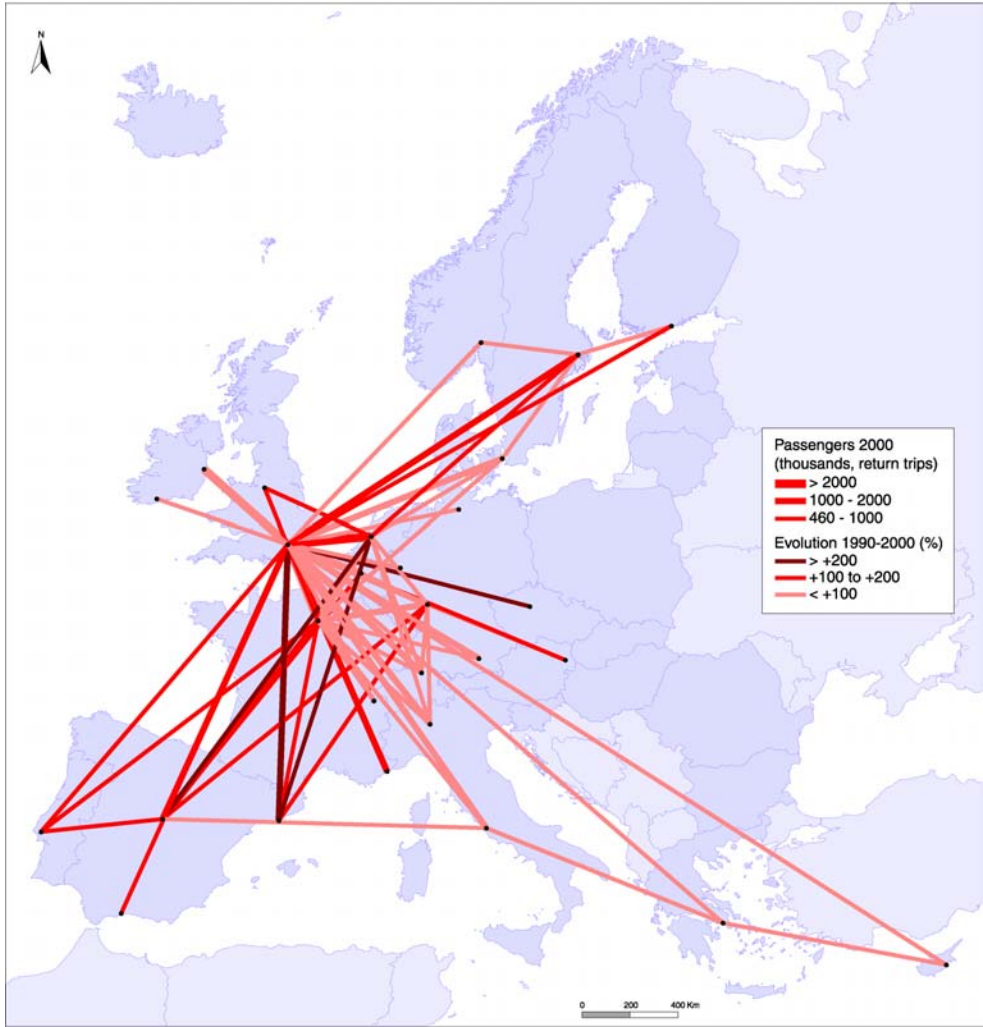 N
Passengers 2000
(thousands, return trips)
> 2000
1000 - 2000
460 - 1000
Evolution 1990-2000 (%)
> +200
+100 to +200
< +100
0 200 400 Km